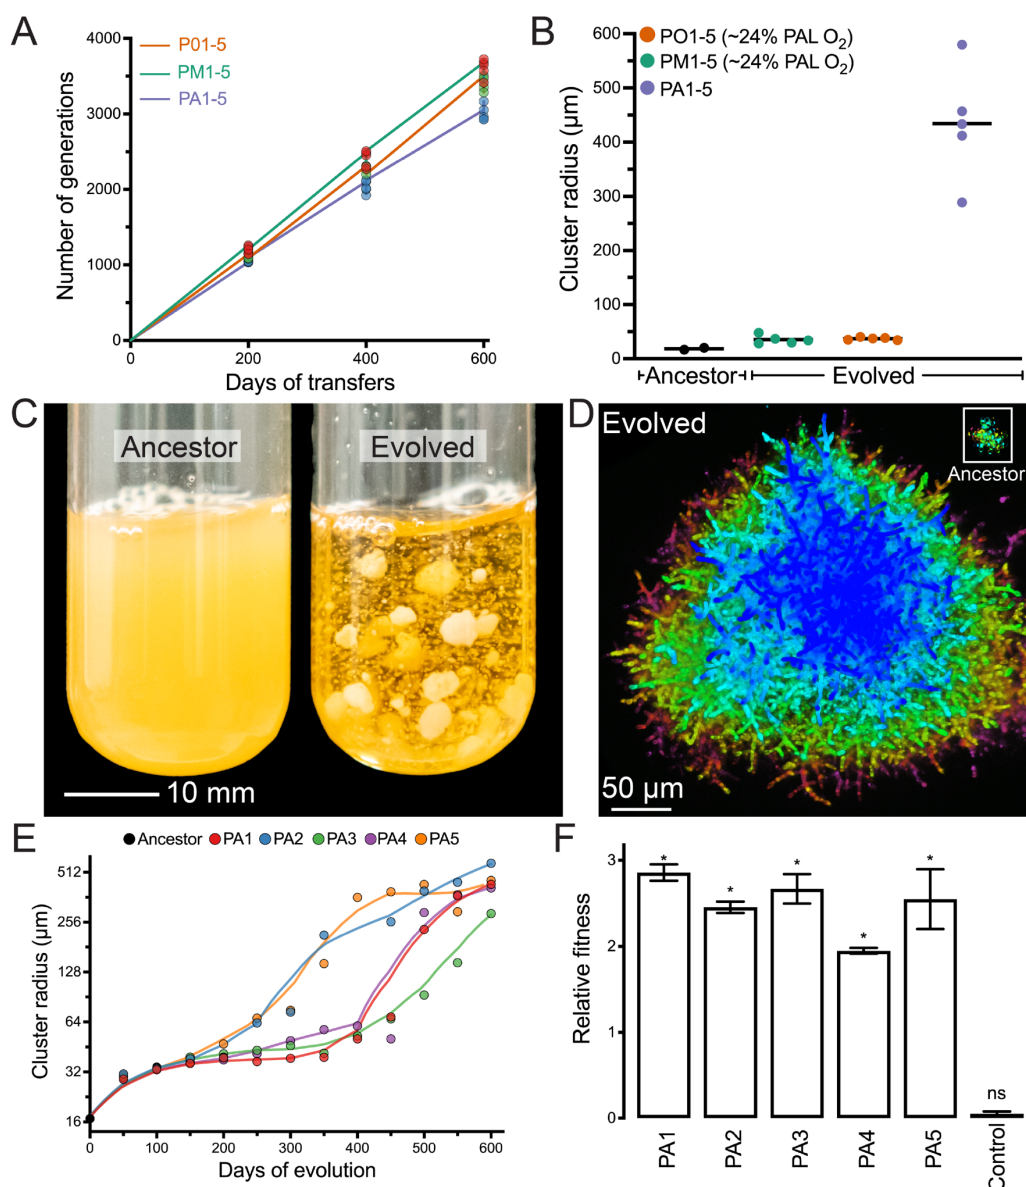 A
P01-5
PM1-5
PA1-5
Number of generations
4000
3000
2000
1000
0
0 200 400 600
Days of transfers
B
PO1-5 (~24% PAL O₂)
PM1-5 (~24% PAL O₂)
PA1-5
Cluster radius (μm)
600
500
400
300
200
100
0
Ancestor Evolved
C
Ancestor Evolved
10 mm
D
Evolved
Ancestor
50 μm
E
Ancestor PA1 PA2 PA3 PA4 PA5
Cluster radius (μm)
512
256
128
64
32
16
0 100 200 300 400 500 600
Days of evolution
F
Relative fitness
3
2
1
0
* * * * * ns
PA1 PA2 PA3 PA4 PA5 Control